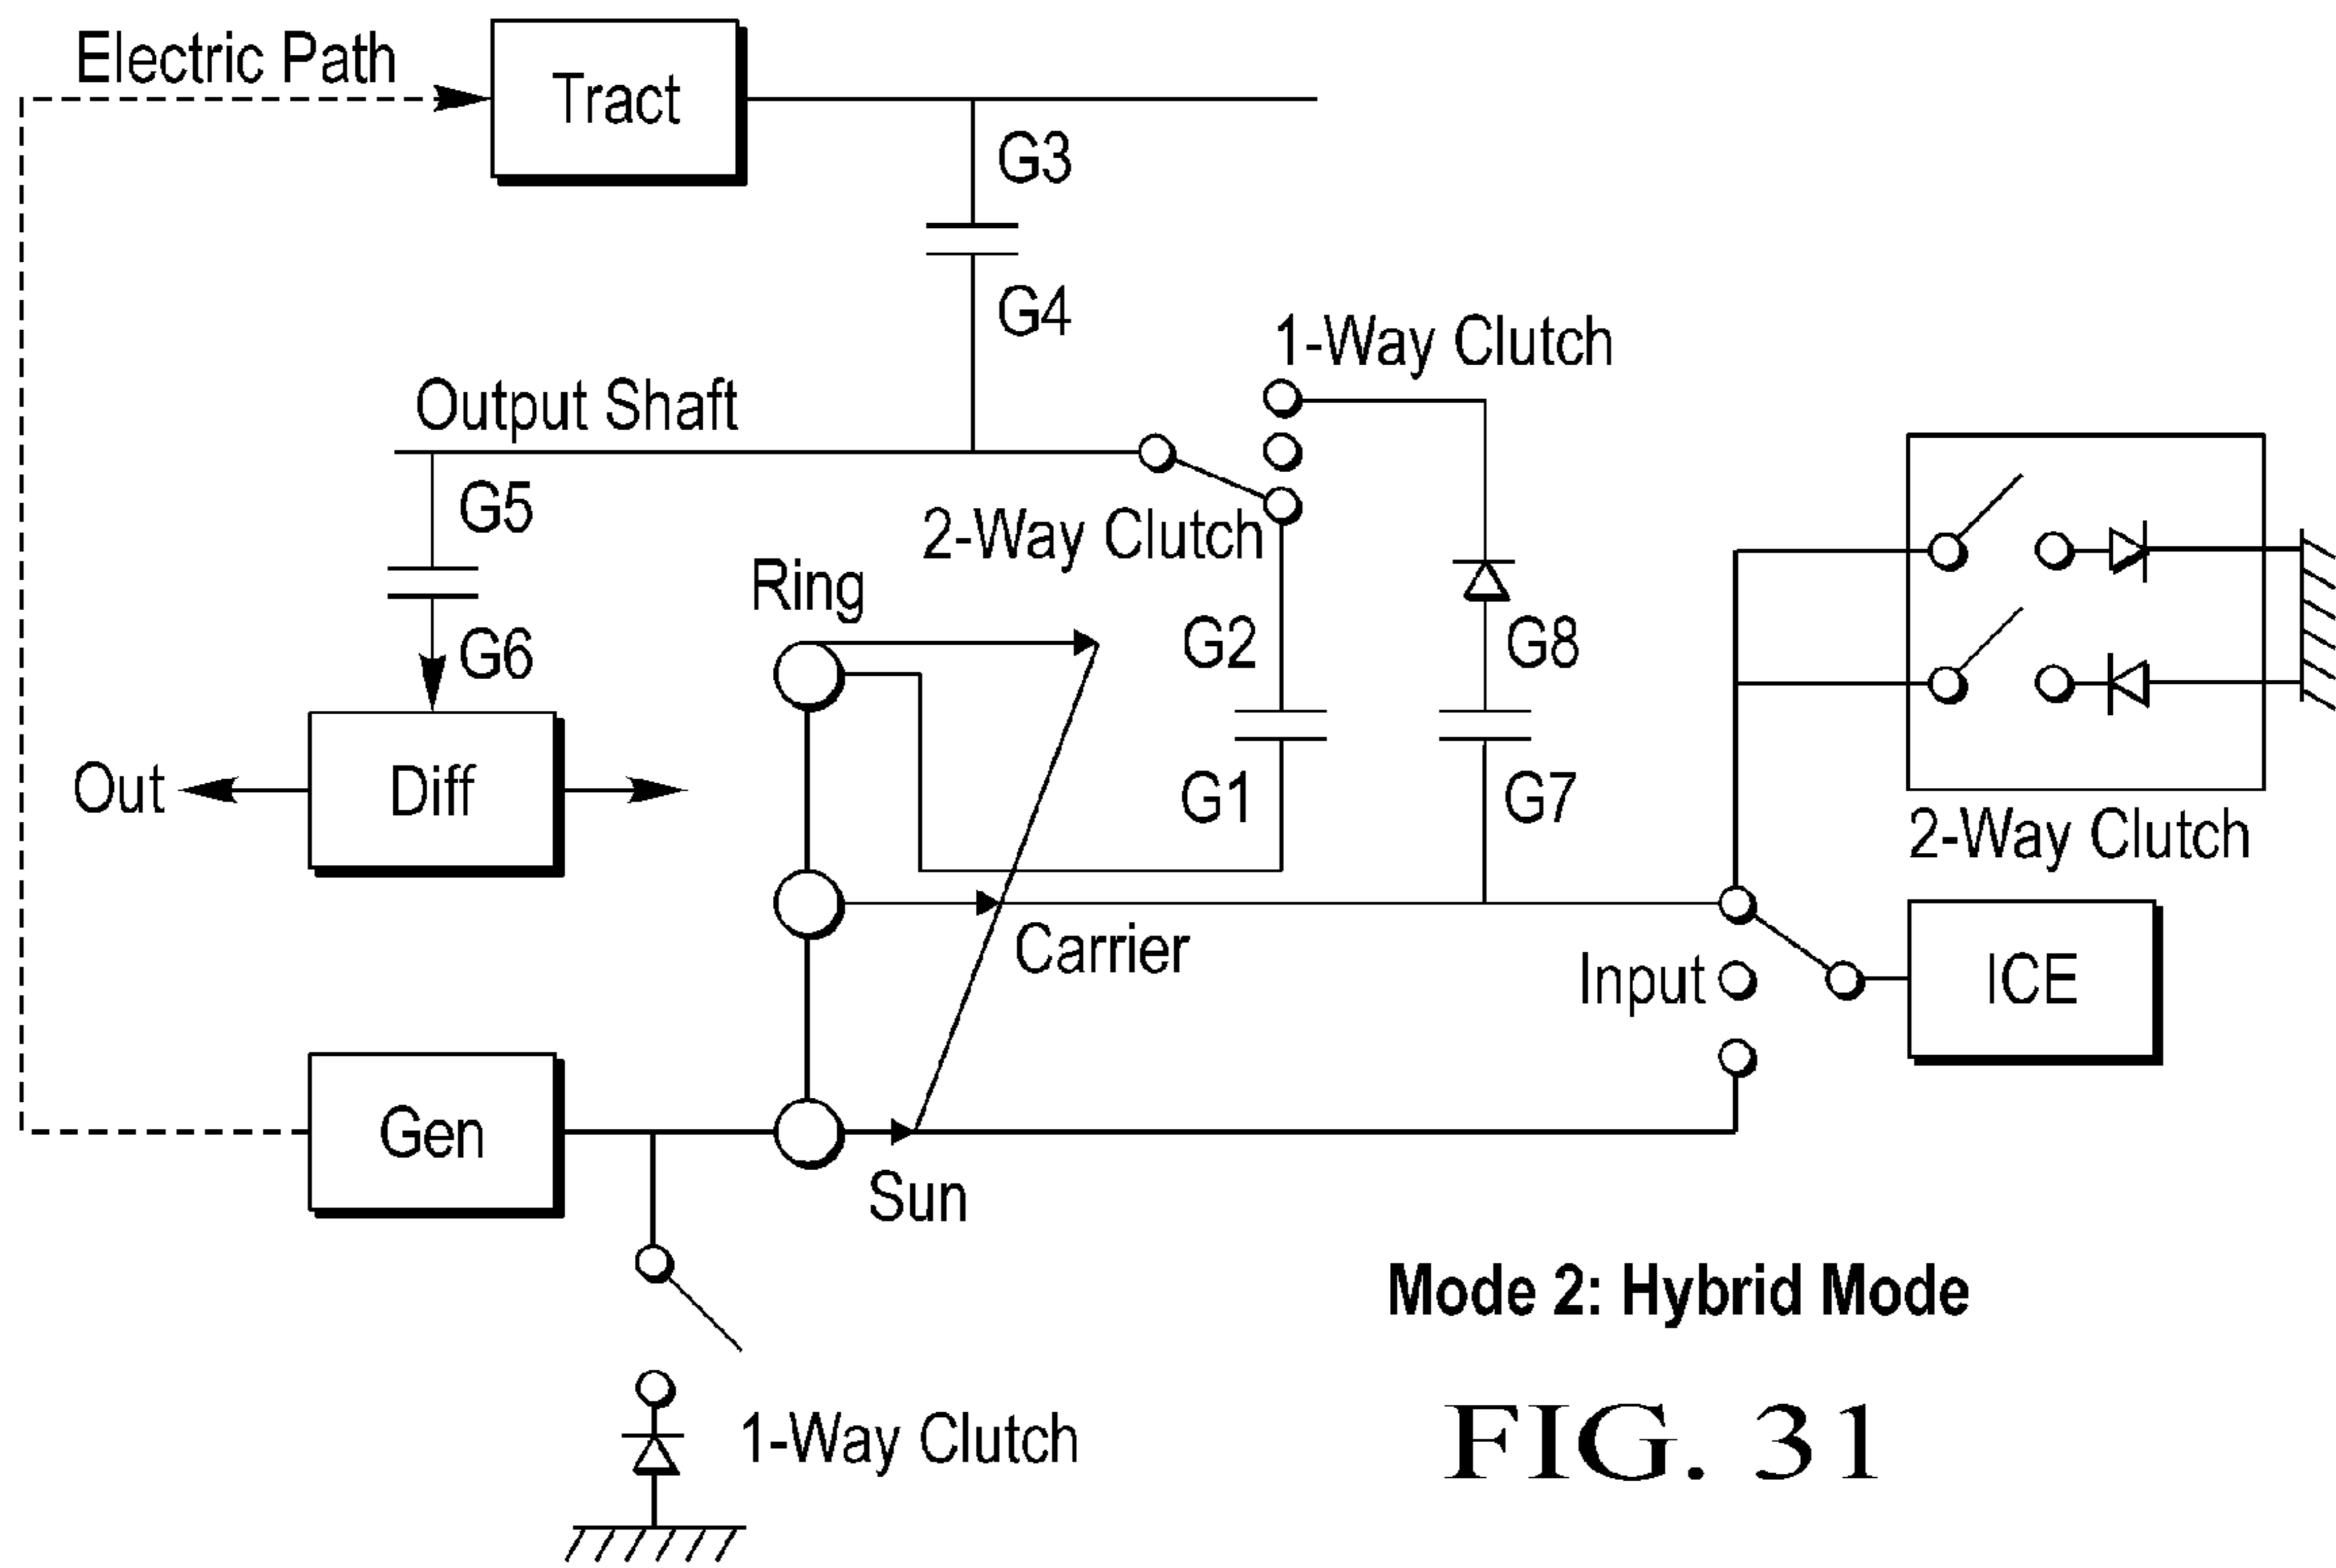 Electric Path
Tract
G3
G4
1-Way Clutch
Output Shaft
G5
2-Way Clutch
Ring
G6
G2
G8
Out
Diff
G1
G7
2-Way Clutch
Carrier
Input
ICE
Gen
Sun
Mode 2: Hybrid Mode
1-Way Clutch
FIG. 31